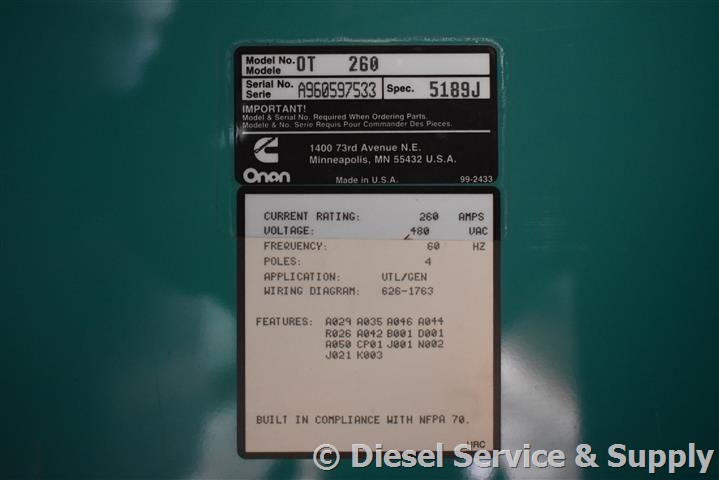 Model No. OT 260
Modele
Serial No. A960597533 Spec. 5189J
Serie
IMPORTANT!
Model & Serial No. Required When Ordering Parts.
Modele & No. Serie Requis Pour Commander Des Pieces.
1400 73rd Avenue N.E.
Minneapolis, MN 55432 U.S.A.
Onan
Made in U.S.A. 99-2433
CURRENT RATING: 260 AMPS
VOLTAGE: 480 VAC
FREQUENCY: 60 HZ
POLES: 4
APPLICATION: UTL/GEN
WIRING DIAGRAM: 626-1763
FEATURES: A029 A035 A046 A044
R026 A042 B001 D001
A050 CP01 J001 N002
J021 K003
BUILT IN COMPLIANCE WITH NFPA 70.
© Diesel Service & Supply